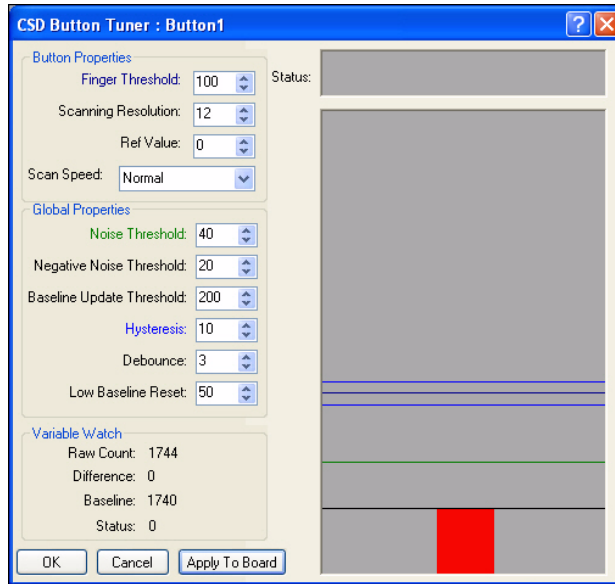 CSD Button Tuner : Button1
Button Properties
Finger Threshold: 100
Scanning Resolution: 12
Ref Value: 0
Scan Speed: Normal
Global Properties
Noise Threshold: 40
Negative Noise Threshold: 20
Baseline Update Threshold: 200
Hysteresis: 10
Debounce: 3
Low Baseline Reset: 50
Variable Watch
Raw Count: 1744
Difference: 0
Baseline: 1740
Status: 0
OK Cancel Apply To Board
Status: